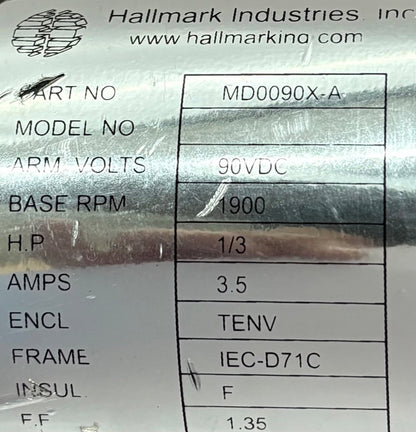 Hallmark Industries, Inc
www.hallmarkind.com
PART NO MD0090X-A
MODEL NO
ARM. VOLTS 90VDC
BASE RPM 1900
H.P 1/3
AMPS 3.5
ENCL TENV
FRAME IEC-D71C
INSUL. F
F.F 1.35